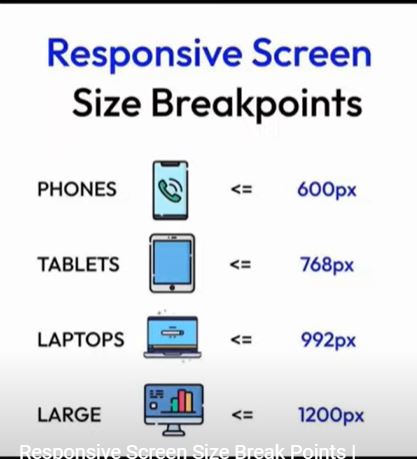 Responsive Screen
Size Breakpoints
PHONES <= 600px
TABLETS <= 768px
LAPTOPS <= 992px
LARGE <= 1200px
Responsive Screen Size Break Points |